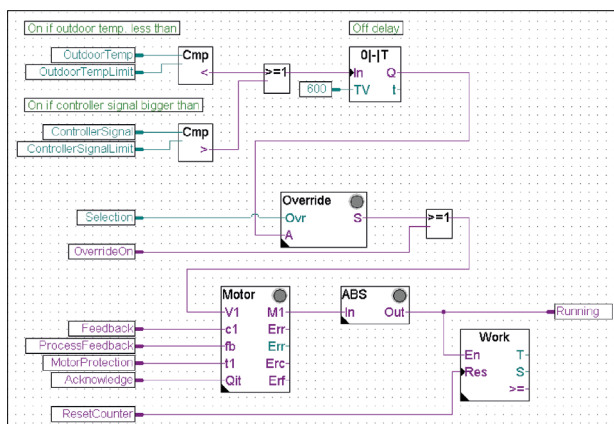 On if outdoor temp. less than
Off delay
OutdoorTemp
OutdoorTempLimit
Cmp
<
>=1
0|-|T
In Q
600
TV t
On if controller signal bigger than
ControllerSignal
ControllerSignalLimit
Cmp
>
Override
Selection
Ovr S
>=1
A
OverrideOn
Motor
ABS
V1 M1
In Out
Running
Feedback
c1 Err
ProcessFeedback
fb Err
Work
MotorProtection
t1 Erc
En T
Acknowledge
Qit Erf
Res S
>=
ResetCounter